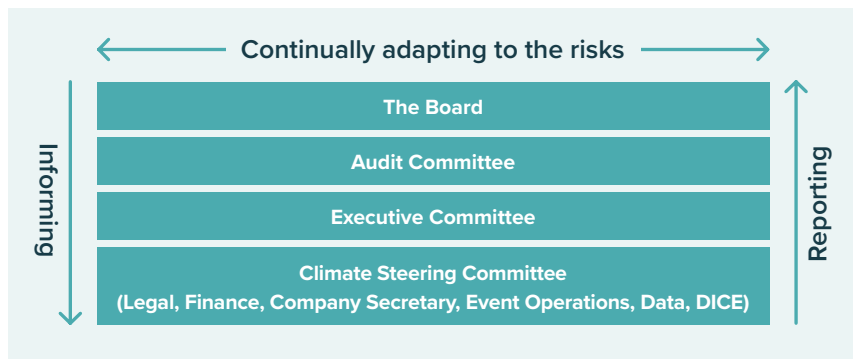 Continually adapting to the risks
Informing
The Board
Audit Committee
Executive Committee
Climate Steering Committee
(Legal, Finance, Company Secretary, Event Operations, Data, DICE)
Reporting